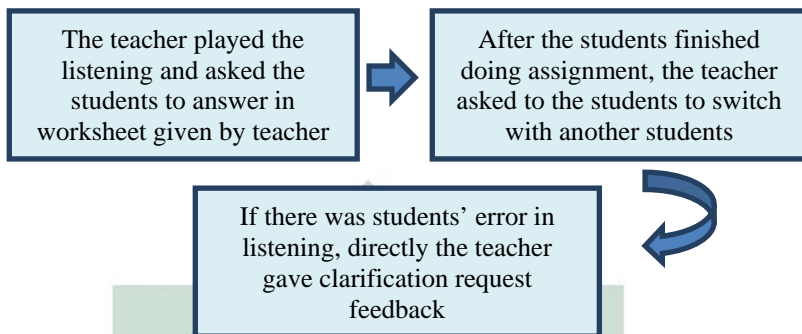 The teacher played the
listening and asked the
students to answer in
worksheet given by teacher
After the students finished
doing assignment, the teacher
asked to the students to switch
with another students
If there was students’ error in
listening, directly the teacher
gave clarification request
feedback